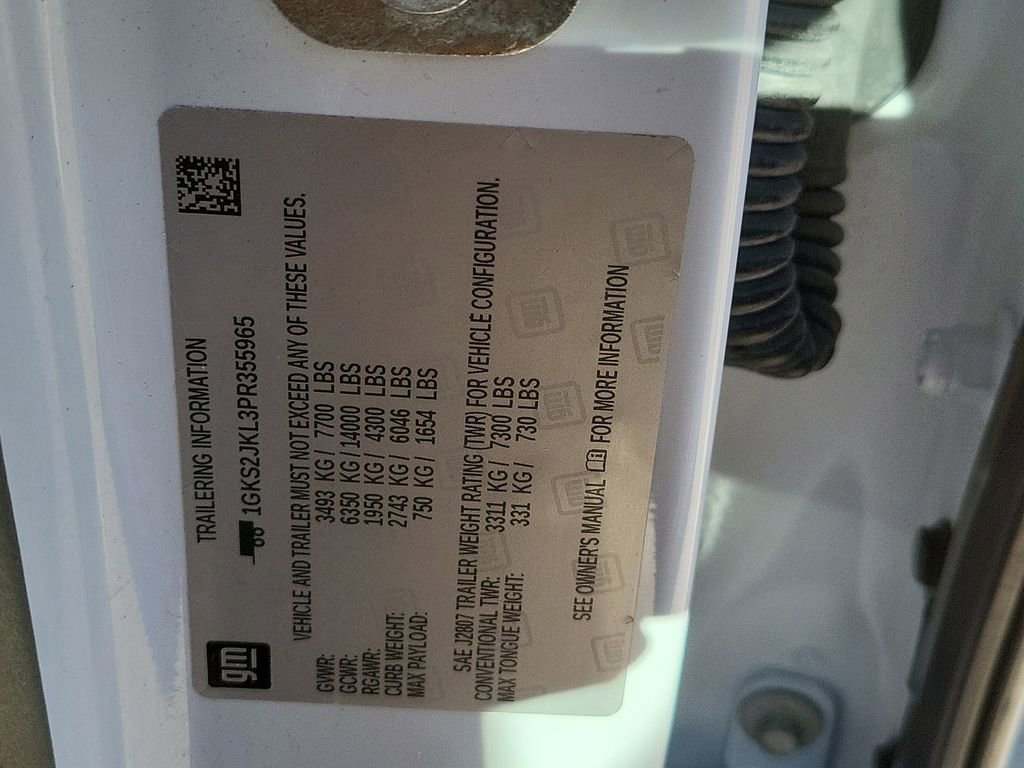 gm
TRAILERING INFORMATION
1GKS2JKL3PR355965
VEHICLE AND TRAILER MUST NOT EXCEED ANY OF THESE VALUES.
GVWR: 3493 KG / 7700 LBS
GCWR: 6350 KG / 14000 LBS
RGAWR: 1950 KG / 4300 LBS
CURB WEIGHT: 2743 KG / 6046 LBS
MAX PAYLOAD: 750 KG / 1654 LBS
SAE J2807 TRAILER WEIGHT RATING (TWR) FOR VEHICLE CONFIGURATION.
CONVENTIONAL TWR: 3311 KG / 7300 LBS
MAX TONGUE WEIGHT: 331 KG / 730 LBS
SEE OWNER'S MANUAL FOR MORE INFORMATION